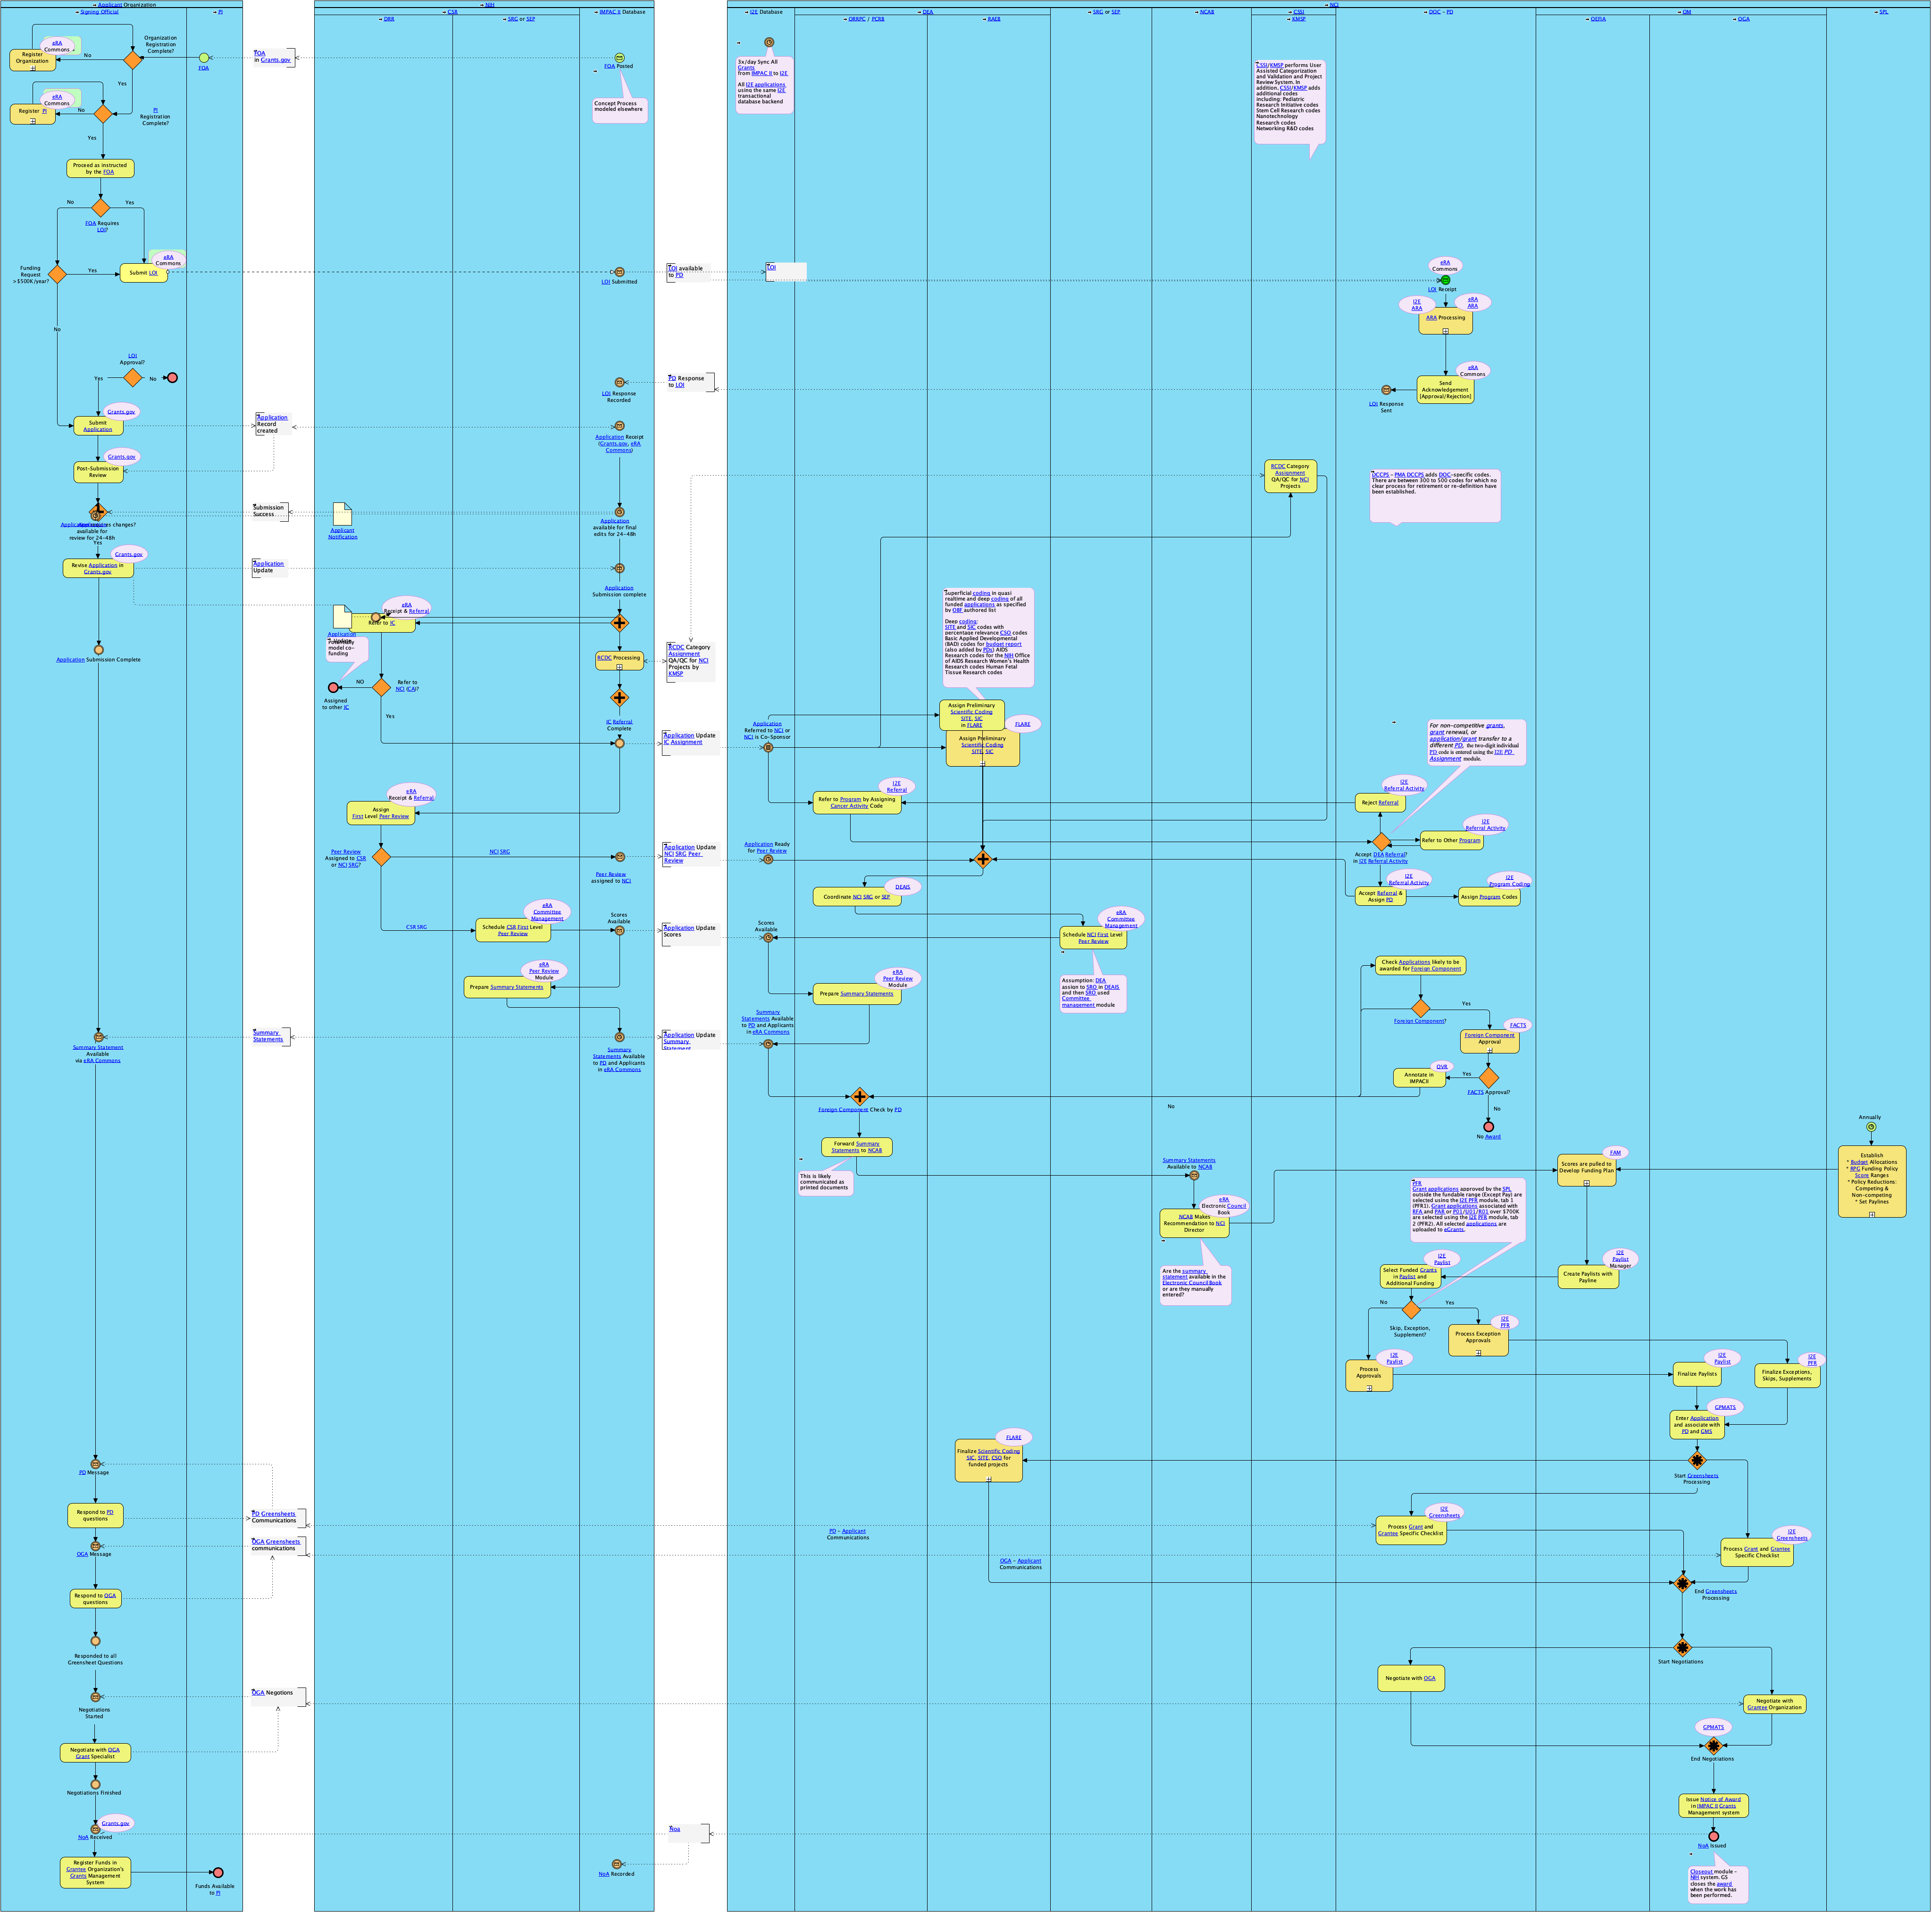 Applicant Organization
Signing Official
PI
NIH
CSR
DRR
SRG or SEP
IMPAC II Database
NCI
I2E Database
DEA
ORRPC / PCRB
RAEB
SRG or SEP
NCAB
CSSI
KMSP
DOC - PD
OEFIA
OM
OGA
SPL
eRA
Commons
Register
Organization
No
Organization
Registration
Complete?
Yes
FOA
FOA
in Grants.gov
FOA Posted
Concept Process
modeled elsewhere
3x/day Sync All
Grants
from IMPAC II to I2E
All I2E applications
using the same I2E
transactional
database backend
CSSI/KMSP performs User
Assisted Categorization
and Validation and Project
Review System. In
addition, CSSI/KMSP adds
additional codes
including: Pediatric
Research Initiative codes
Stem Cell Research codes
Nanotechnology
Research codes
Networking R&D codes
eRA
Commons
Register PI
No
PI
Registration
Complete?
Yes
Proceed as instructed
by the FOA
No
Yes
FOA Requires
LOI?
Funding
Request
>$500K/year?
Yes
eRA
Commons
Submit LOI
LOI Submitted
LOI available
to PD
LOI
eRA
Commons
LOI Receipt
I2E
ARA
eRA
ARA
ARA Processing
No
LOI
Approval?
Yes
No
LOI Response
Recorded
PD Response
to LOI
LOI Response
Sent
eRA
Commons
Send
Acknowledgement
[Approval/Rejection]
Grants.gov
Submit
Application
Application
Record
created
Application Receipt
(Grants.gov, eRA
Commons)
Grants.gov
Post-Submission
Review
RCDC Category
Assignment
QA/QC for NCI
Projects
DCCPS - PMA DCCPS adds DOC-specific codes.
There are between 300 to 500 codes for which no
clear process for retirement or re-definition have
been established.
changes?
available for
review for 24-48h
Yes
Submission
Success
Applicant
Notification
Application
available for final
edits for 24-48h
Grants.gov
Revise Application in
Grants.gov
Application
Update
Application
Submission complete
eRA
Receipt & Referral
Refer to IC
Application
Update
model co-
funding
Application Submission Complete
RCDC Processing
RCDC Category
Assignment
QA/QC for NCI
Projects by
KMSP
Superficial coding in quasi
realtime and deep coding of all
funded applications as specified
by OBF authored list
Deep coding:
SITE and SIC codes with
percentage relevance CSO codes
Basic Applied Developmental
(BAD) codes for budget report
(also added by PDs) AIDS
Research codes for the NIH Office
of AIDS Research Women's Health
Research codes Human Fetal
Tissue Research codes
NO
Refer to
NCI (CA)?
Assigned
to other IC
Yes
IC Referral
Complete
Application Update
IC Assignment
Application
Referred to NCI or
NCI is Co-Sponsor
Assign Preliminary
Scientific Coding
SITE, SIC
in FLARE
FLARE
Assign Preliminary
Scientific Coding
SITE, SIC
For non-competitive grants,
grant renewal, or
application/grant transfer to a
different PD, the two-digit individual
PD code is entered using the I2E PD
Assignment module.
eRA
Receipt & Referral
Assign
First Level Peer Review
I2E
Referral
Refer to Program by Assigning
Cancer Activity Code
I2E
Referral Activity
Reject Referral
I2E
Referral Activity
Refer to Other Program
Accept DEA Referral?
in I2E Referral Activity
Peer Review
Assigned to CSR
or NCI SRG?
NCI SRG
Peer Review
assigned to NCI
Application Update
NCI SRG Peer
Review
Application Ready
for Peer Review
DEAIS
Coordinate NCI SRG or SEP
I2E
Referral Activity
Accept Referral &
Assign PD
I2E
Program Coding
Assign Program Codes
CSR SRG
eRA
Committee
Management
Schedule CSR First Level
Peer Review
Scores
Available
Application Update
Scores
Scores
Available
eRA
Committee
Management
Schedule NCI First Level
Peer Review
Assumption: DEA
assion to SRO in DEAIS
and then SRO used
Committee
management module
Check Applications likely to be
awarded for Foreign Component
eRA
Peer Review
Module
Prepare Summary Statements
eRA
Peer Review
Module
Prepare Summary Statements
Yes
Foreign Component?
FACTS
Foreign Component
Approval
Summary Statement
Available
via eRA Commons
Summary
Statements
Summary
Statements Available
to PD and Applicants
in eRA Commons
Application Update
Summary
Statement
Summary
Statements Available
to PD and Applicants
in eRA Commons
OVR
Annotate in
IMPACII
Yes
FACTS Approval?
No
No Award
Foreign Component Check by PD
No
Annually
Forward Summary
Statements to NCAB
This is likely
communicated as
printed documents
Summary Statements
Available to NCAB
FAM
Scores are pulled to
Develop Funding Plan
Establish
* Budget Allocations
* RPG Funding Policy
Score Ranges
* Policy Reductions:
Competing &
Non-competing
* Set Paylines
eRA
Electronic Council
Book
NCAB Makes
Recommendation to NCI
Director
Are the summary
statement available in the
Electronic Council Book
or are they manually
entered?
PFR
Grant applications approved by the SPL
outside the fundable range (Except Pay) are
selected using the I2E PFR module, tab 1
(PFR1). Grant applications associated with
RFA and PAR or P01/U01/R01 over $700K
are selected using the I2E PFR module, tab
2 (PFR2). All selected applications are
uploaded to eGrants.
I2E
Paylist
Select Funded Grants
in Paylist and
Additional Funding
I2E
Paylist
Manager
Create Paylists with
Payline
No
Yes
Skip, Exception,
Supplement?
I2E
PFR
Process Exception
Approvals
I2E
Paylist
Process
Approvals
I2E
Paylist
Finalize Paylists
I2E
PFR
Finalize Exceptions,
Skips, Supplements
GPMATS
Enter Application
and associate with
PD and GMS
FLARE
Finalize Scientific Coding
SIC, SITE, CSO for
funded projects
Start Greensheets
Processing
PD Message
Respond to PD
questions
PD Greensheets
Communications
PD - Applicant
Communications
I2E
Greensheets
Process Grant and
Grantee Specific Checklist
OGA Message
OGA Greensheets
communications
OGA - Applicant
Communications
I2E
Greensheets
Process Grant and Grantee
Specific Checklist
Respond to OGA
questions
End Greensheets
Processing
Responded to all
Greensheet Questions
Start Negotiations
Negotiate with OGA
Negotiations
Started
OGA Negotions
Negotiate with
Grantee Organization
Negotiate with OGA
Grant Specialist
GPMATS
End Negotiations
Negotiations Finished
Issue Notice of Award
in IMPAC II Grants
Management system
Grants.gov
NoA Received
Noa
NoA Issued
Register Funds in
Grantee Organization's
Grants Management
System
Funds Available
to PI
NoA Recorded
Closeout module -
NIH system. GS
closes the award
when the work has
been performed.